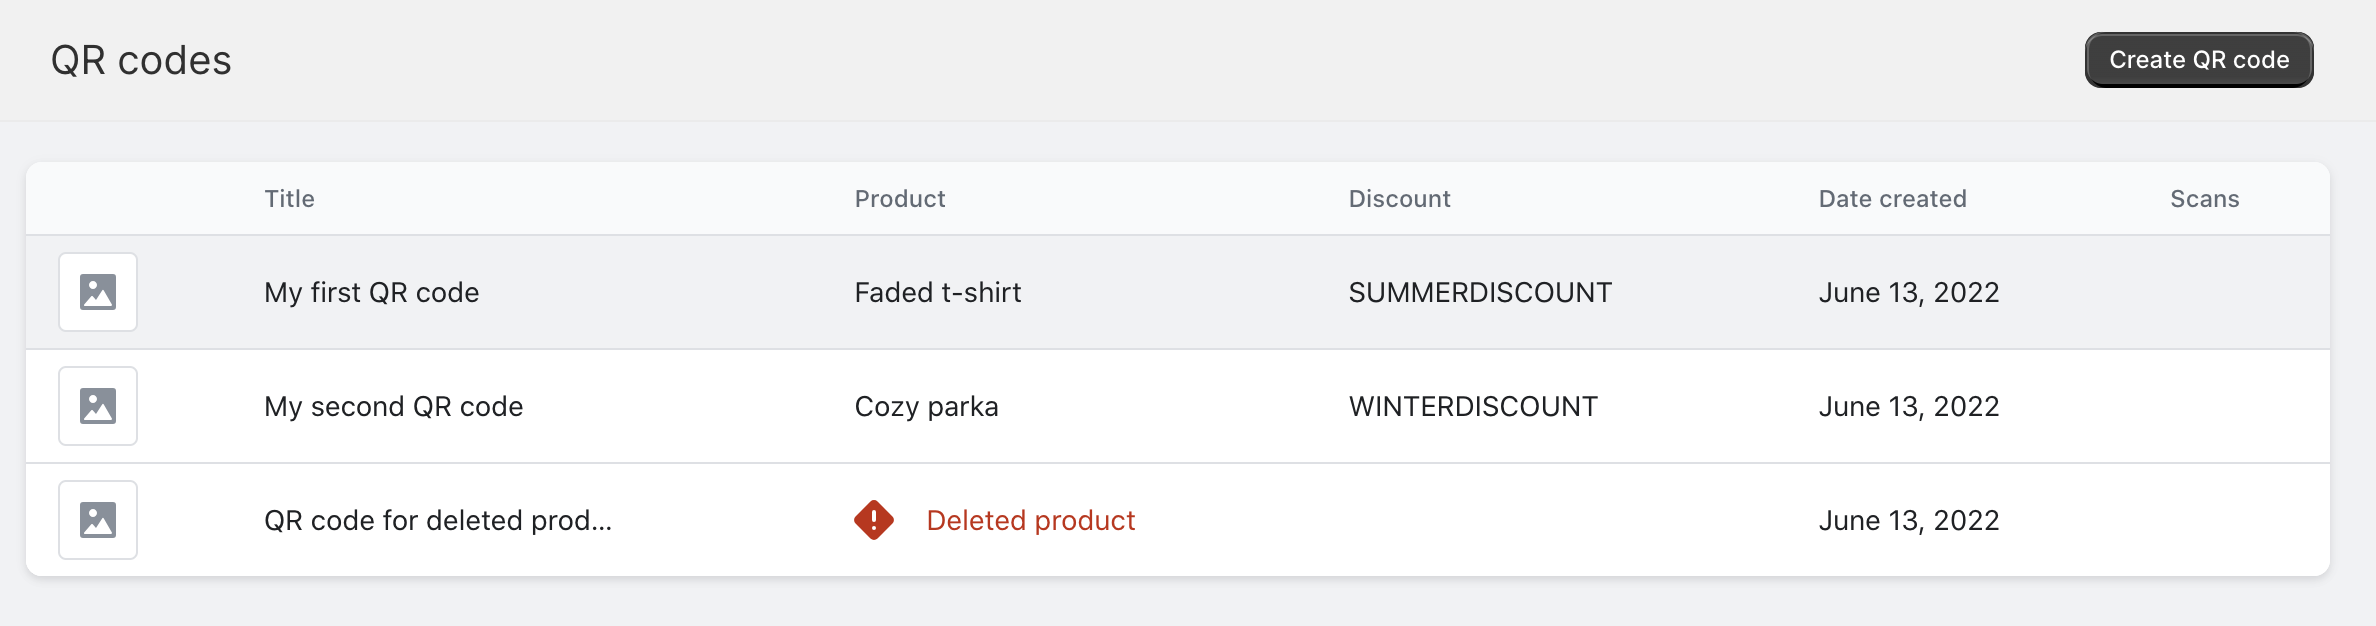 QR codes
Create QR code
Title Product Discount Date created Scans
My first QR code Faded t-shirt SUMMERDISCOUNT June 13, 2022
My second QR code Cozy parka WINTERDISCOUNT June 13, 2022
QR code for deleted prod... Deleted product June 13, 2022